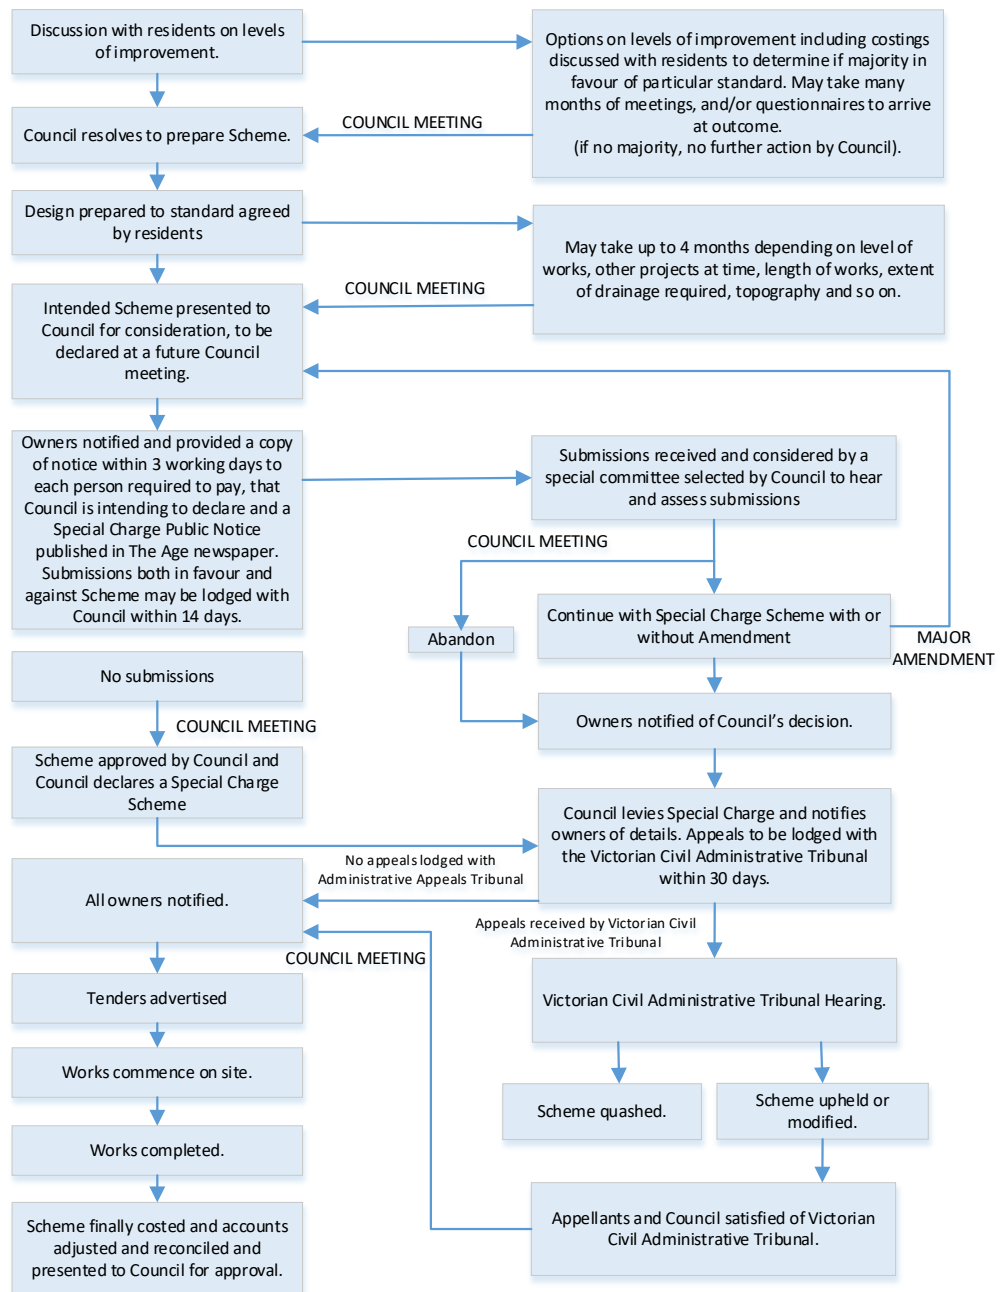 Discussion with residents on levels
of improvement.
Options on levels of improvement including costings
discussed with residents to determine if majority in
favour of particular standard. May take many
months of meetings, and/or questionnaires to arrive
at outcome.
(if no majority, no further action by Council).
COUNCIL MEETING
Council resolves to prepare Scheme.
Design prepared to standard agreed
by residents
May take up to 4 months depending on level of
works, other projects at time, length of works, extent
of drainage required, topography and so on.
COUNCIL MEETING
Intended Scheme presented to
Council for consideration, to be
declared at a future Council
meeting.
Owners notified and provided a copy
of notice within 3 working days to
each person required to pay, that
Council is intending to declare and a
Special Charge Public Notice
published in The Age newspaper.
Submissions both in favour and
against Scheme may be lodged with
Council within 14 days.
Submissions received and considered by a
special committee selected by Council to hear
and assess submissions
COUNCIL MEETING
Continue with Special Charge Scheme with or
without Amendment
MAJOR
AMENDMENT
Abandon
No submissions
COUNCIL MEETING
Owners notified of Council's decision.
Scheme approved by Council and
Council declares a Special Charge
Scheme
Council levies Special Charge and notifies
owners of details. Appeals to be lodged with
the Victorian Civil Administrative Tribunal
within 30 days.
No appeals lodged with
Administrative Appeals Tribunal
All owners notified.
Appeals received by Victorian Civil
Administrative Tribunal
COUNCIL MEETING
Tenders advertised
Victorian Civil Administrative Tribunal Hearing.
Works commence on site.
Scheme quashed.
Scheme upheld or
modified.
Works completed.
Scheme finally costed and accounts
adjusted and reconciled and
presented to Council for approval.
Appellants and Council satisfied of Victorian
Civil Administrative Tribunal.